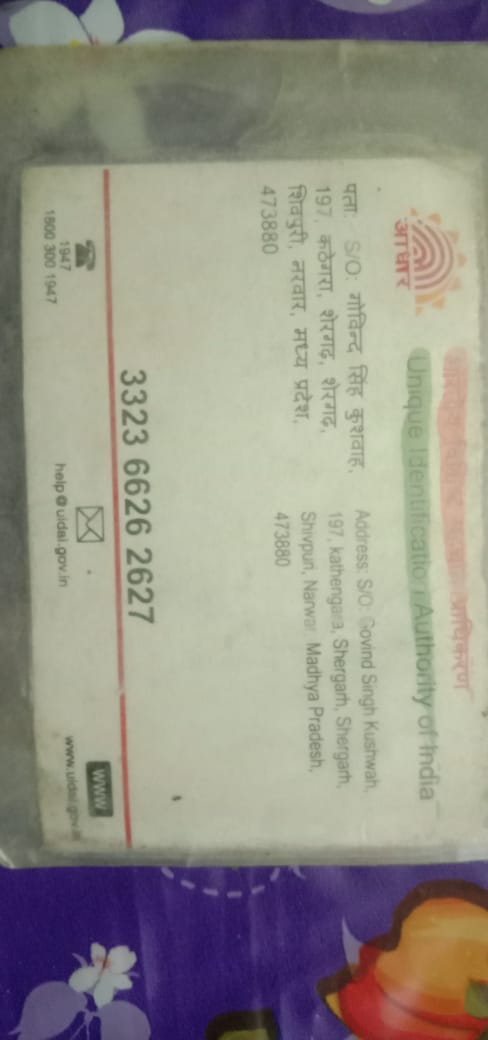 आधार
प्राधिकरण
Unique Identification Authority of India
पता: S/O: गोविन्द सिंह कुशवाह,
197, कठेगरा, शेरगढ़, शेरगढ़,
शिवपुरी, नरवार, मध्य प्रदेश,
473880
Address: S/O: Govind Singh Kushwah,
197, kathengara, Shergarh, Shergarh,
Shivpuri, Narwar, Madhya Pradesh,
473880
3323 6626 2627
1947
1800 300 1947
help@uidai.gov.in
www
www.uidai.gov.in